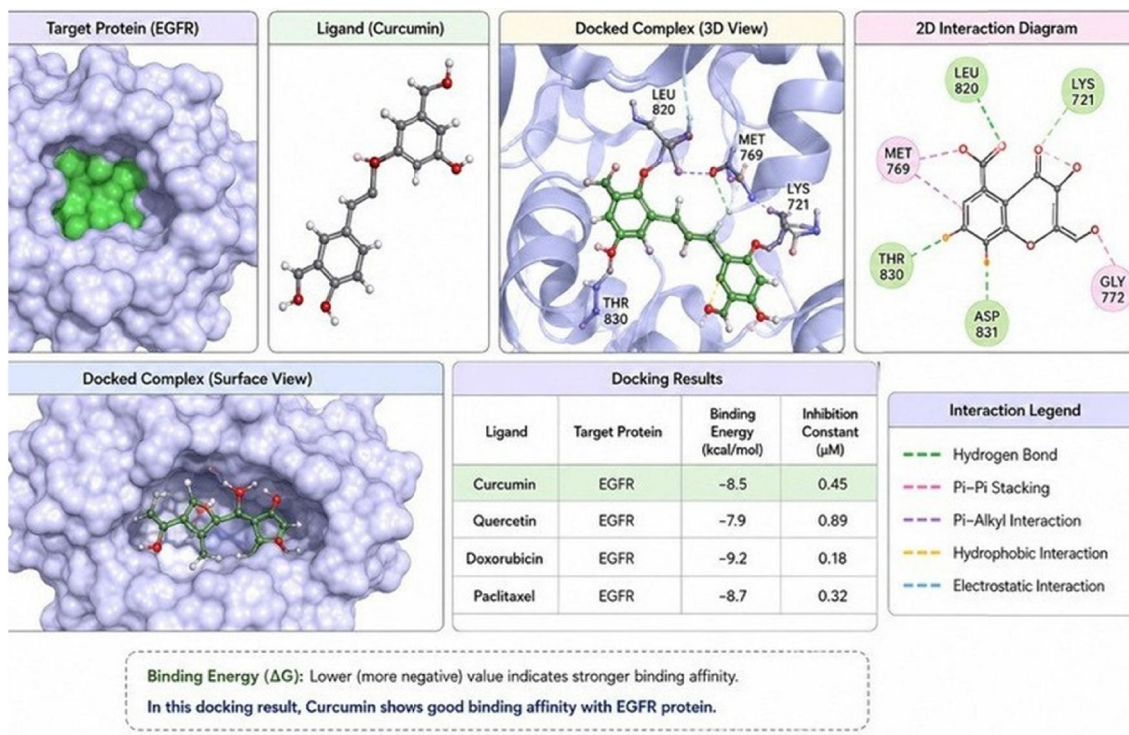 Target Protein (EGFR)
Ligand (Curcumin)
Docked Complex (3D View)
LEU
820
MET
769
LYS
721
THR
830
2D Interaction Diagram
LEU
820
LYS
721
MET
769
THR
830
ASP
831
GLY
772
Docked Complex (Surface View)
Docking Results
Ligand Target Protein Binding Energy (kcal/mol) Inhibition Constant (μM)
Curcumin EGFR –8.5 0.45
Quercetin EGFR –7.9 0.89
Doxorubicin EGFR –9.2 0.18
Paclitaxel EGFR –8.7 0.32
Interaction Legend
Hydrogen Bond
Pi–Pi Stacking
Pi–Alkyl Interaction
Hydrophobic Interaction
Electrostatic Interaction
Binding Energy (ΔG): Lower (more negative) value indicates stronger binding affinity.
In this docking result, Curcumin shows good binding affinity with EGFR protein.